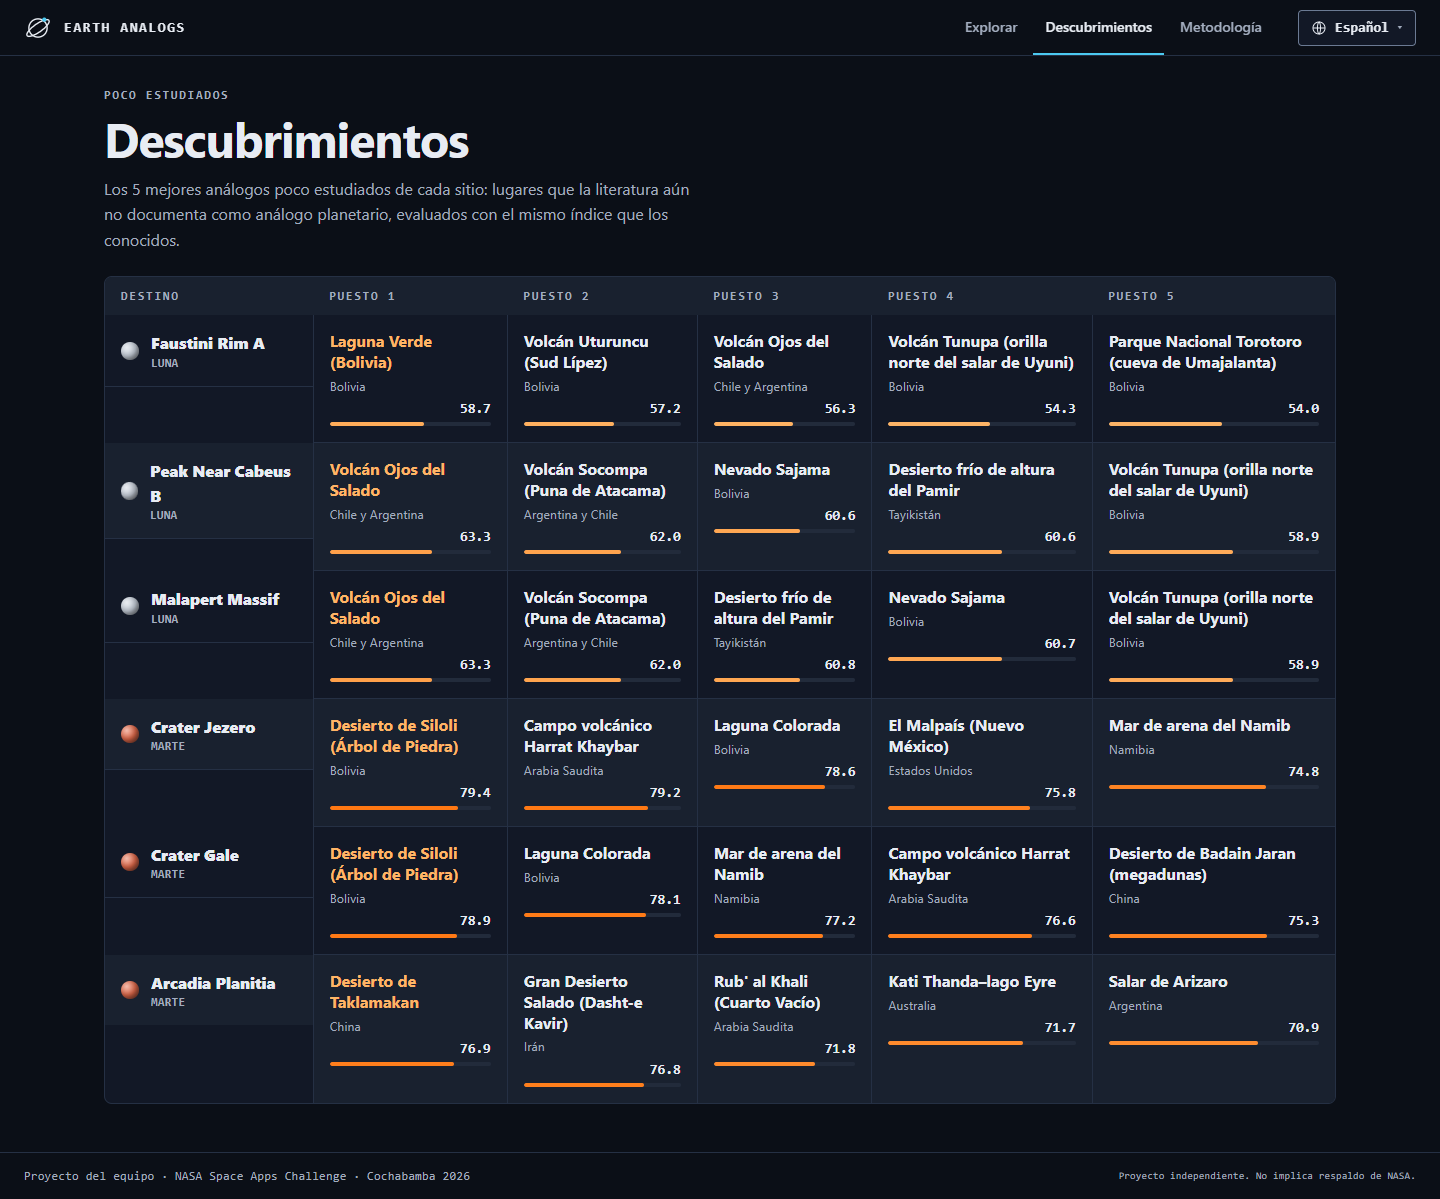 EARTH ANALOGS
Explorar
Descubrimientos
Metodología
Español
POCO ESTUDIADOS
Descubrimientos
Los 5 mejores análogos poco estudiados de cada sitio: lugares que la literatura aún
no documenta como análogo planetario, evaluados con el mismo índice que los
conocidos.
DESTINO
PUESTO 1
PUESTO 2
PUESTO 3
PUESTO 4
PUESTO 5
Faustini Rim A
LUNA
Laguna Verde
(Bolivia)
Bolivia
58.7
Volcán Uturuncu
(Sud Lípez)
Bolivia
57.2
Volcán Ojos del
Salado
Chile y Argentina
56.3
Volcán Tunupa (orilla
norte del salar de Uyuni)
Bolivia
54.3
Parque Nacional Torotoro
(cueva de Umajalanta)
Bolivia
54.0
Peak Near Cabeus
B
LUNA
Volcán Ojos del
Salado
Chile y Argentina
63.3
Volcán Socompa
(Puna de Atacama)
Argentina y Chile
62.0
Nevado Sajama
Bolivia
60.6
Desierto frío de altura
del Pamir
Tayikistán
60.6
Volcán Tunupa (orilla norte
del salar de Uyuni)
Bolivia
58.9
Malapert Massif
LUNA
Volcán Ojos del
Salado
Chile y Argentina
63.3
Volcán Socompa
(Puna de Atacama)
Argentina y Chile
62.0
Desierto frío de
altura del Pamir
Tayikistán
60.8
Nevado Sajama
Bolivia
60.7
Volcán Tunupa (orilla norte
del salar de Uyuni)
Bolivia
58.9
Crater Jezero
MARTE
Desierto de Siloli
(Árbol de Piedra)
Bolivia
79.4
Campo volcánico
Harrat Khaybar
Arabia Saudita
79.2
Laguna Colorada
Bolivia
78.6
El Malpaís (Nuevo
México)
Estados Unidos
75.8
Mar de arena del Namib
Namibia
74.8
Crater Gale
MARTE
Desierto de Siloli
(Árbol de Piedra)
Bolivia
78.9
Laguna Colorada
Bolivia
78.1
Mar de arena del
Namib
Namibia
77.2
Campo volcánico Harrat
Khaybar
Arabia Saudita
76.6
Desierto de Badain Jaran
(megadunas)
China
75.3
Arcadia Planitia
MARTE
Desierto de
Taklamakan
China
76.9
Gran Desierto
Salado (Dasht-e
Kavir)
Irán
76.8
Rub' al Khali
(Cuarto Vacío)
Arabia Saudita
71.8
Kati Thanda–lago Eyre
Australia
71.7
Salar de Arizaro
Argentina
70.9
Proyecto del equipo · NASA Space Apps Challenge · Cochabamba 2026
Proyecto independiente. No implica respaldo de NASA.